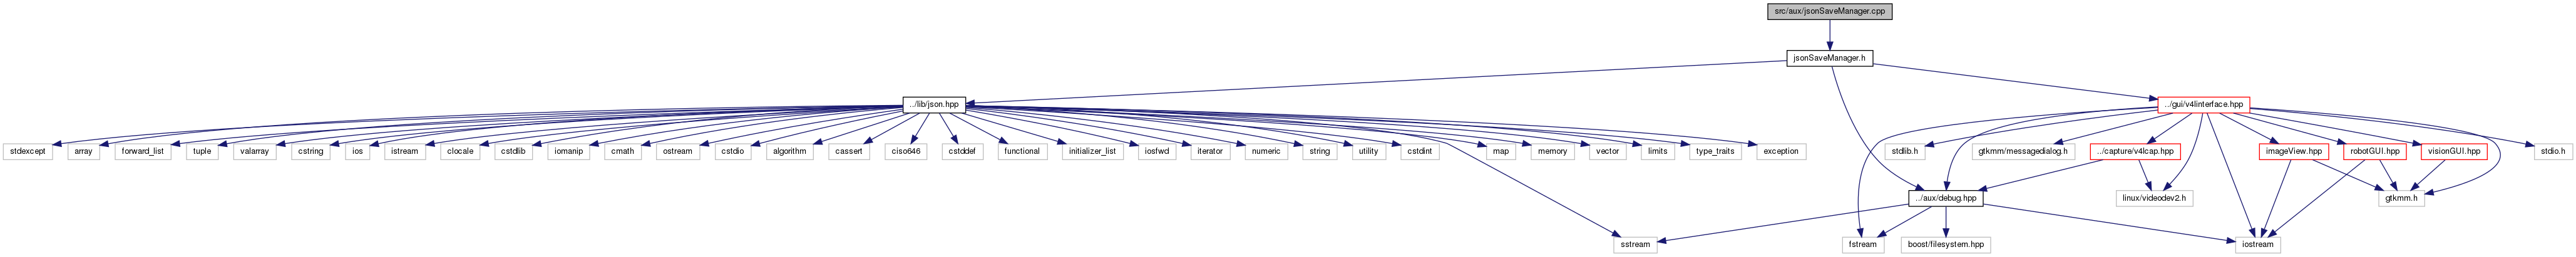 src/aux/jsonSaveManager.cpp
jsonSaveManager.h
../lib/json.hpp
../gui/v4linterface.hpp
stdexcept
array
forward_list
tuple
valarray
cstring
ios
istream
clocale
cstdlib
iomanip
cmath
ostream
cstdio
algorithm
cassert
ciso646
cstddef
functional
initializer_list
iosfwd
iterator
numeric
string
utility
cstdint
map
memory
vector
limits
type_traits
exception
stdlib.h
gtkmm/messagedialog.h
../capture/v4lcap.hpp
imageView.hpp
robotGUI.hpp
visionGUI.hpp
stdio.h
../aux/debug.hpp
linux/videodev2.h
gtkmm.h
sstream
fstream
boost/filesystem.hpp
iostream